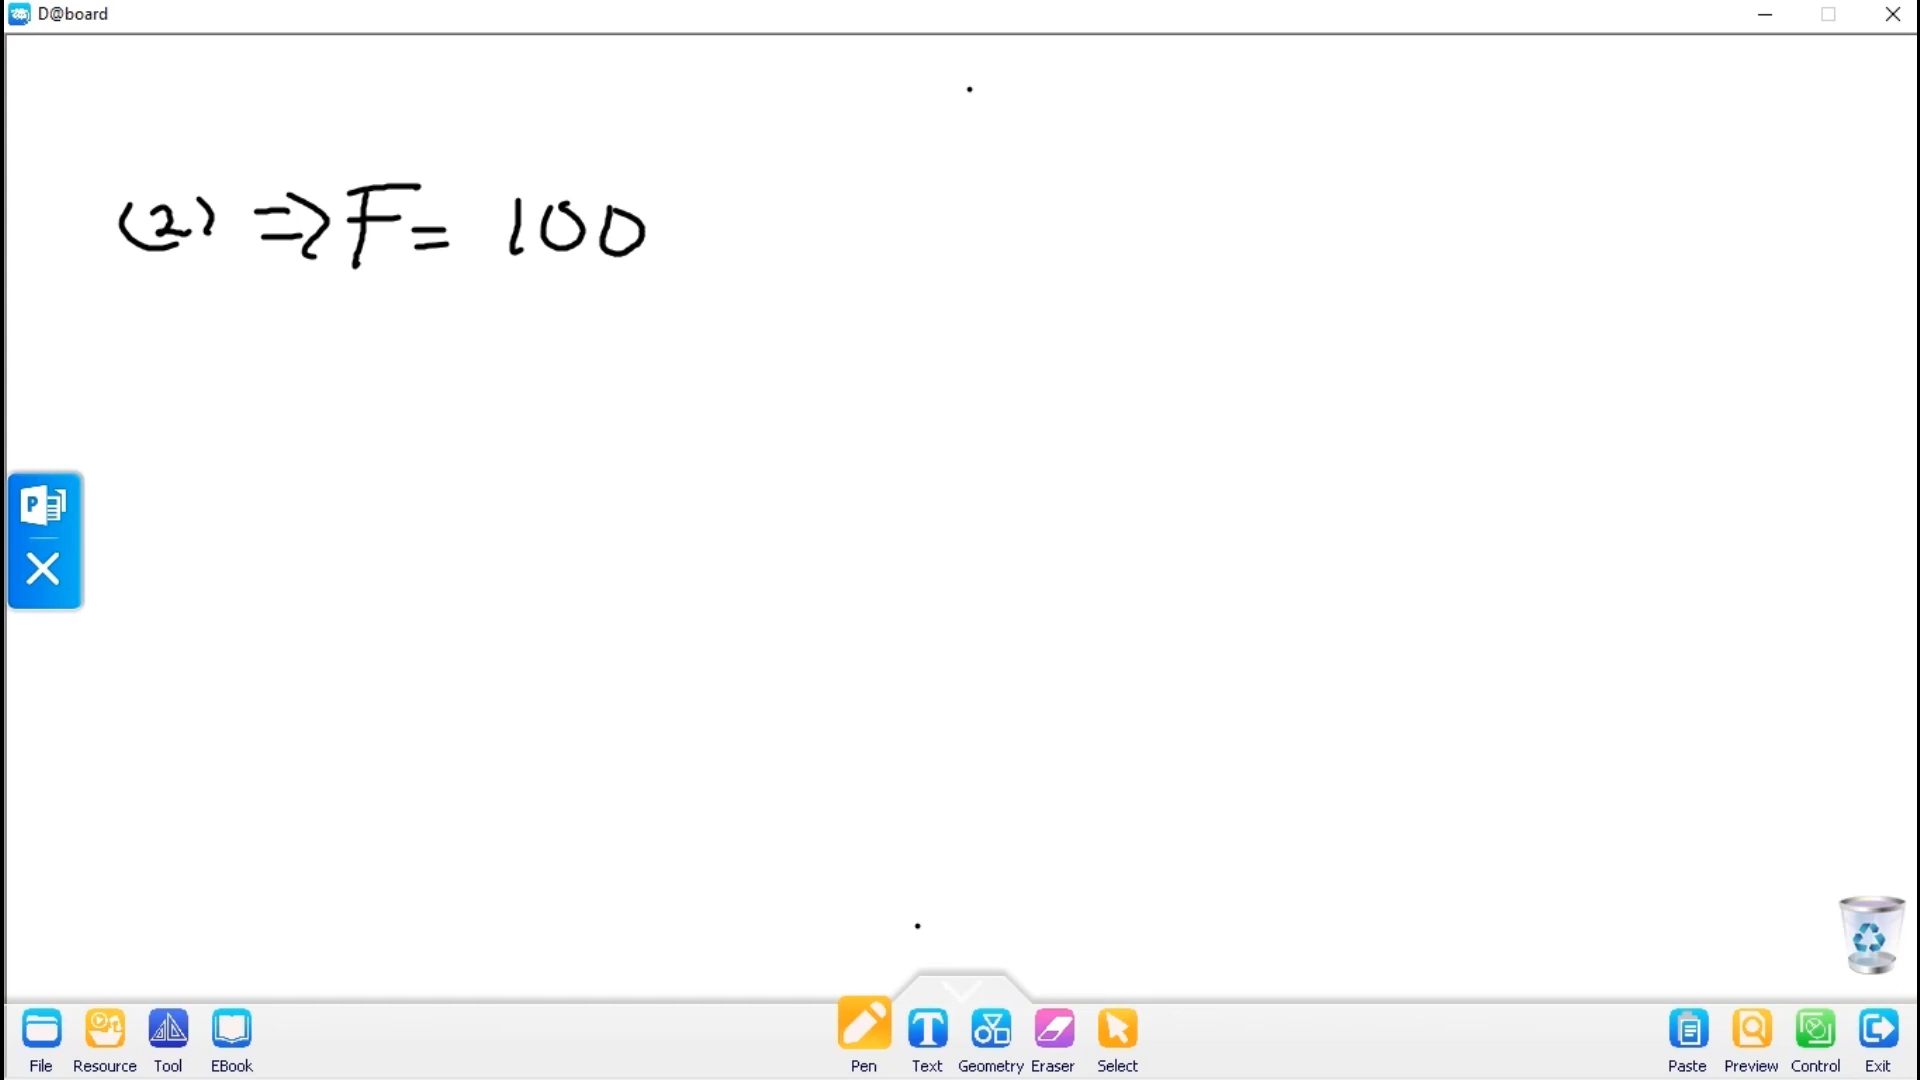 D@board
(2) ⇒ F = 100
P
File Resource Tool EBook Pen Text Geometry Eraser Select Paste Preview Control Exit